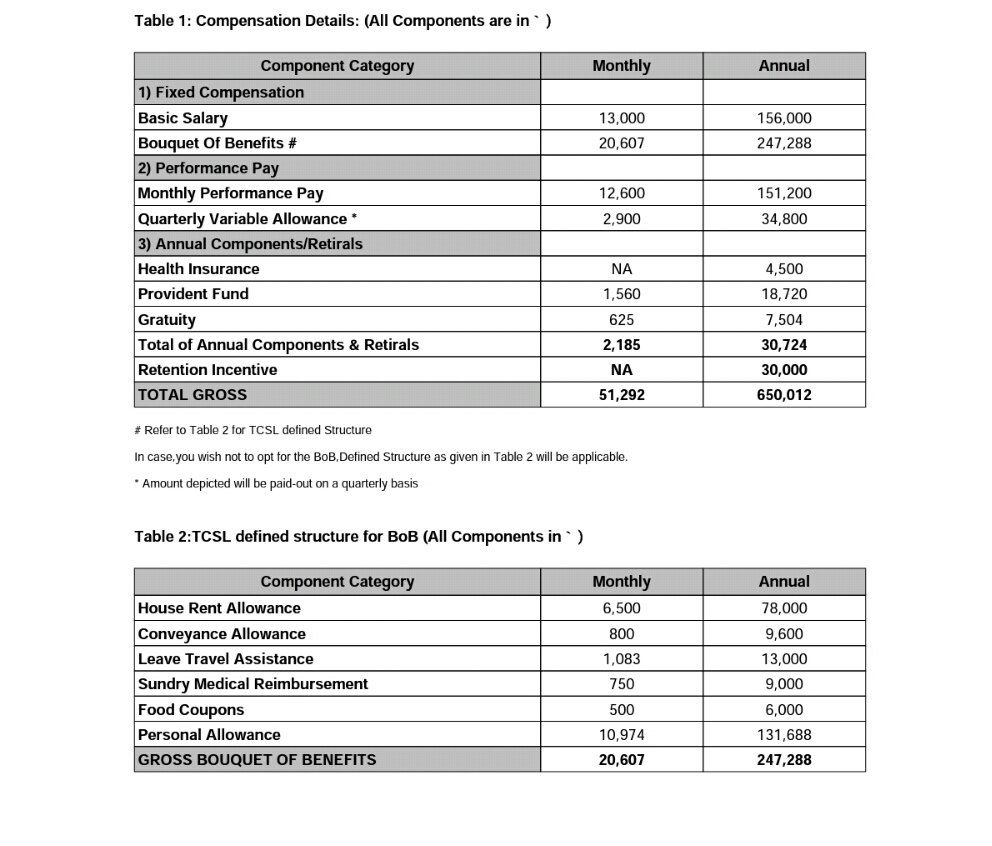 Table 1: Compensation Details: (All Components are in ` )
Component Category Monthly Annual
1) Fixed Compensation
Basic Salary 13,000 156,000
Bouquet Of Benefits # 20,607 247,288
2) Performance Pay
Monthly Performance Pay 12,600 151,200
Quarterly Variable Allowance * 2,900 34,800
3) Annual Components/Retirals
Health Insurance NA 4,500
Provident Fund 1,560 18,720
Gratuity 625 7,504
Total of Annual Components & Retirals 2,185 30,724
Retention Incentive NA 30,000
TOTAL GROSS 51,292 650,012
# Refer to Table 2 for TCSL defined Structure
In case,you wish not to opt for the BoB,Defined Structure as given in Table 2 will be applicable.
* Amount depicted will be paid-out on a quarterly basis
Table 2:TCSL defined structure for BoB (All Components in ` )
Component Category Monthly Annual
House Rent Allowance 6,500 78,000
Conveyance Allowance 800 9,600
Leave Travel Assistance 1,083 13,000
Sundry Medical Reimbursement 750 9,000
Food Coupons 500 6,000
Personal Allowance 10,974 131,688
GROSS BOUQUET OF BENEFITS 20,607 247,288